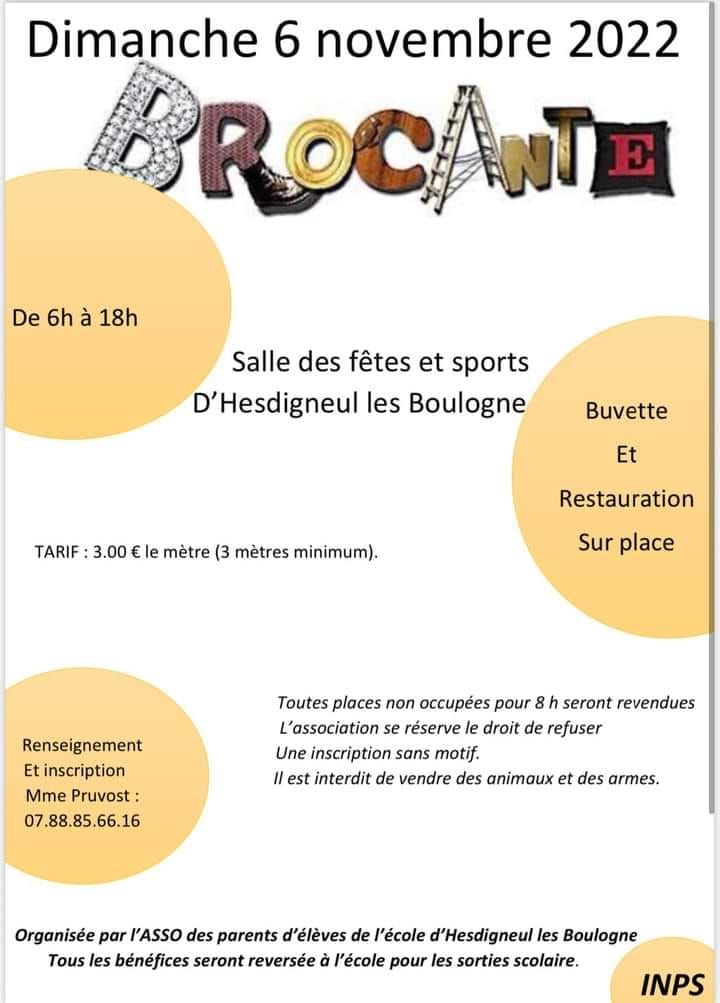 Dimanche 6 novembre 2022
BROCANTE
De 6h à 18h
Salle des fêtes et sports
D’Hesdigneul les Boulogne
Buvette
Et
Restauration
Sur place
TARIF : 3.00 € le mètre (3 mètres minimum).
Toutes places non occupées pour 8 h seront revendues
L’association se réserve le droit de refuser
Une inscription sans motif.
Il est interdit de vendre des animaux et des armes.
Renseignement
Et inscription
Mme Pruvost :
07.88.85.66.16
Organisée par l’ASSO des parents d’élèves de l’école d’Hesdigneul les Boulogne
Tous les bénéfices seront reversée à l’école pour les sorties scolaire.
INPS